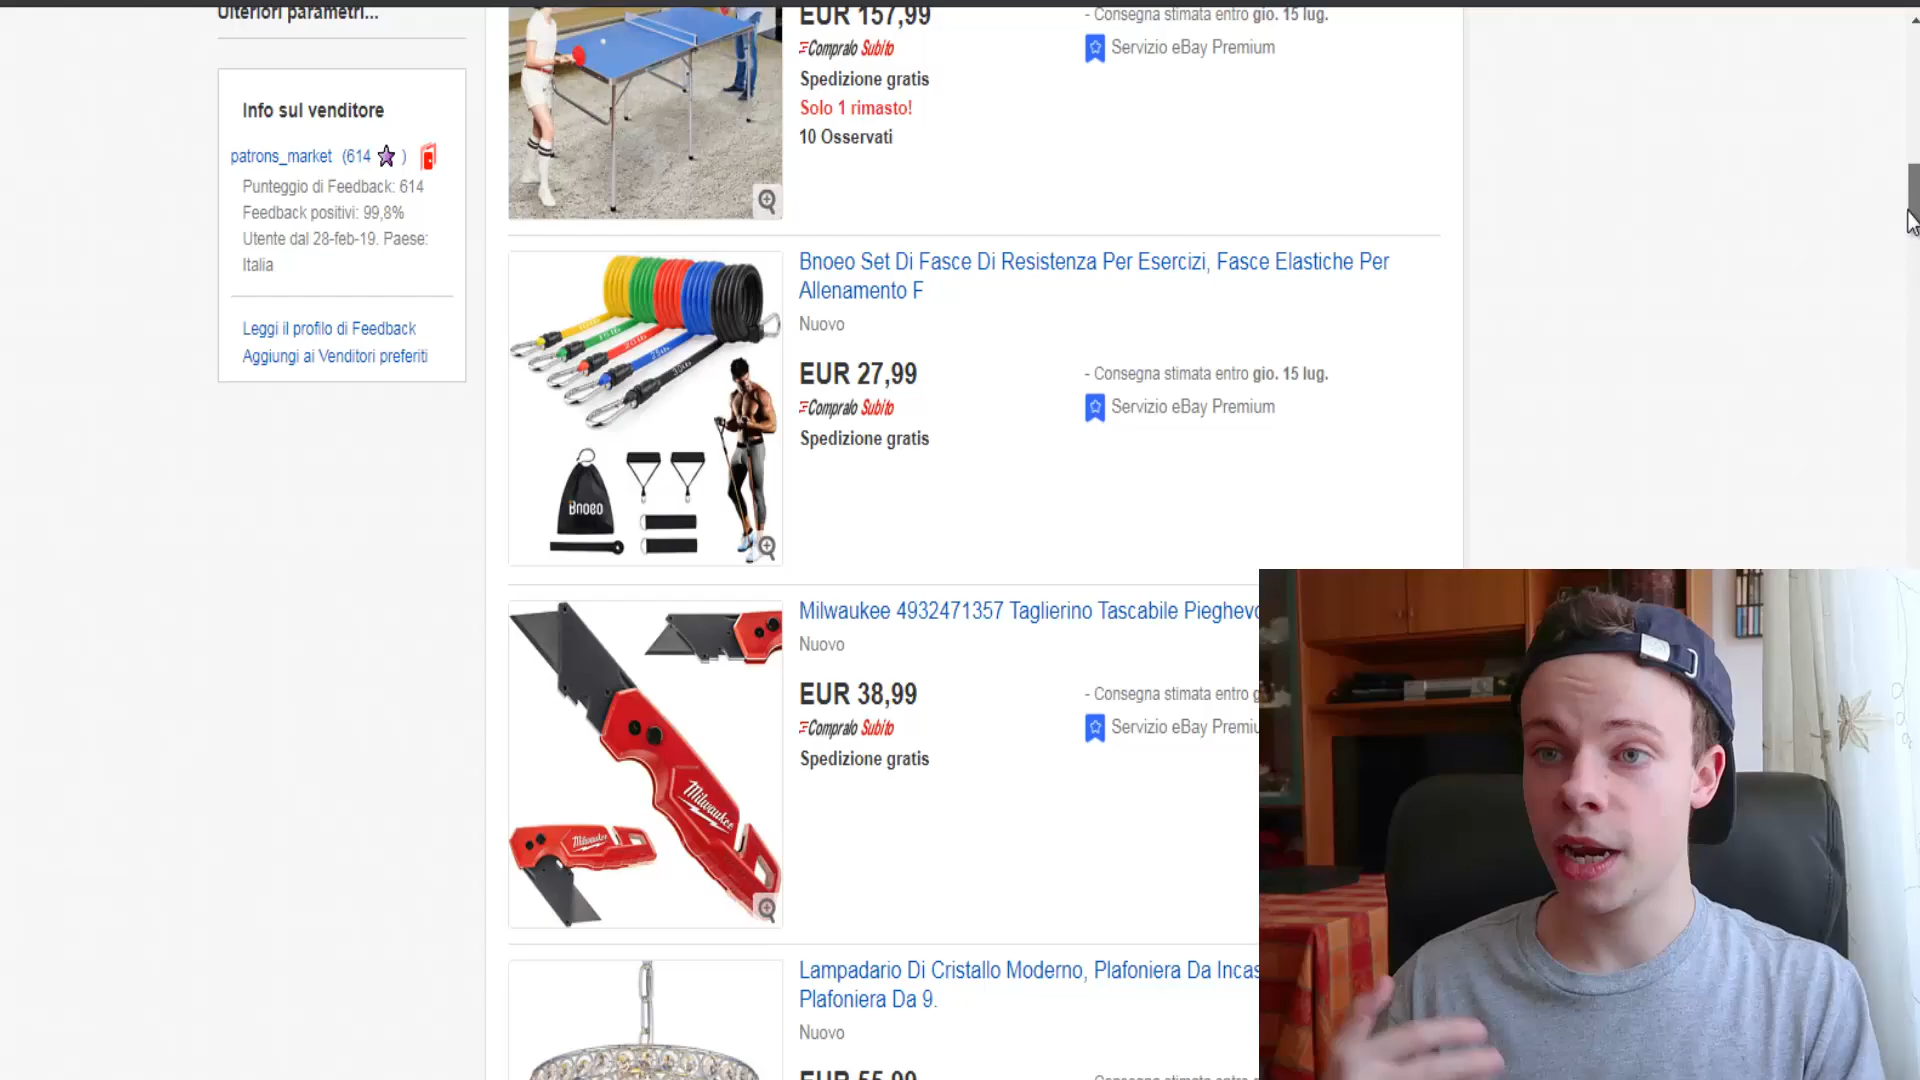 Ulteriori parametri...
Info sul venditore
patrons_market (614 )
Punteggio di Feedback: 614
Feedback positivi: 99,8%
Utente dal 28-feb-19. Paese:
Italia
Leggi il profilo di Feedback
Aggiungi ai Venditori preferiti
EUR 157,99
Compralo Subito
Spedizione gratis
Solo 1 rimasto!
10 Osservati
- Consegna stimata entro gio. 15 lug.
Servizio eBay Premium
Bnoeo Set Di Fasce Di Resistenza Per Esercizi, Fasce Elastiche Per
Allenamento F
Nuovo
EUR 27,99
Compralo Subito
Spedizione gratis
- Consegna stimata entro gio. 15 lug.
Servizio eBay Premium
Bnoeo
Milwaukee 4932471357 Taglierino Tascabile Pieghevo
Nuovo
EUR 38,99
Compralo Subito
Spedizione gratis
- Consegna stimata entro g
Servizio eBay Premiu
Milwaukee
Milwaukee
Lampadario Di Cristallo Moderno, Plafoniera Da Incas
Plafoniera Da 9.
Nuovo
EUR 55,99
- Consegna stimata entro g